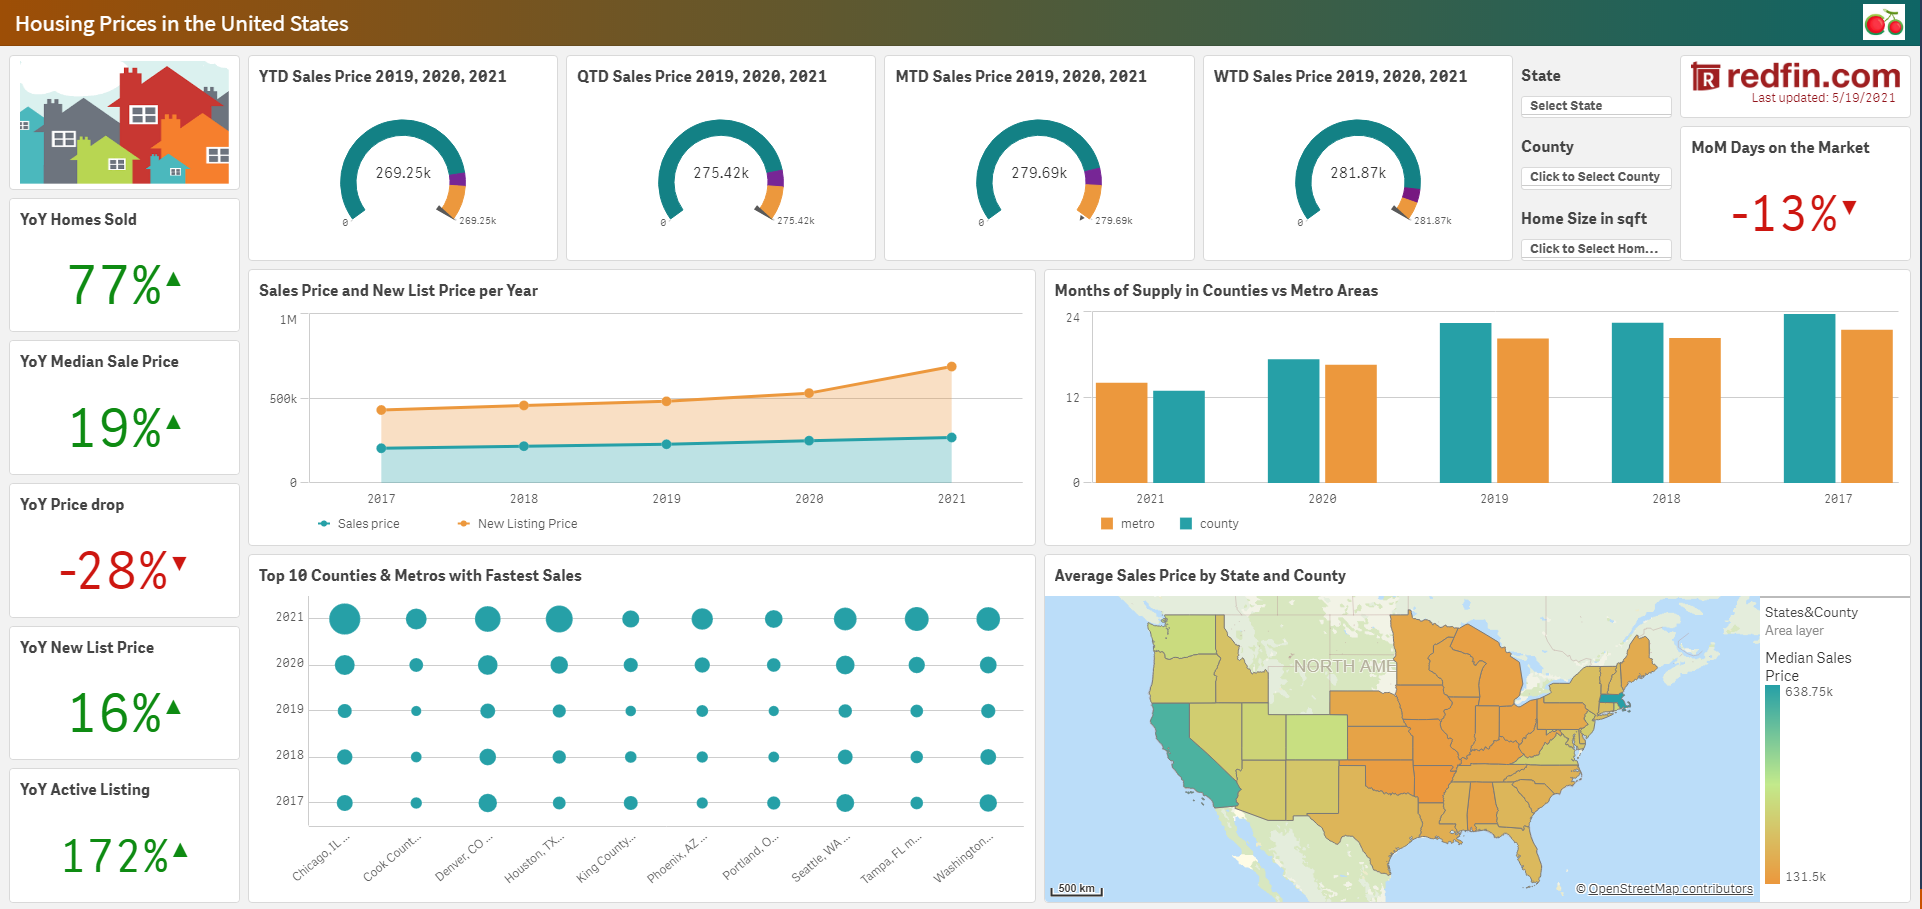 Housing Prices in the United States
YTD Sales Price 2019, 2020, 2021
269.25k
0
269.25k
QTD Sales Price 2019, 2020, 2021
275.42k
0
275.42k
MTD Sales Price 2019, 2020, 2021
279.69k
0
279.69k
WTD Sales Price 2019, 2020, 2021
281.87k
0
281.87k
State
Select State
County
Click to Select County
Home Size in sqft
Click to Select Hom...
redfin.com
Last updated: 5/19/2021
MoM Days on the Market
-13%▼
YoY Homes Sold
77%▲
YoY Median Sale Price
19%▲
YoY Price drop
-28%▼
YoY New List Price
16%▲
YoY Active Listing
172%▲
Sales Price and New List Price per Year
1M
500k
0
2017 2018 2019 2020 2021
Sales price New Listing Price
Months of Supply in Counties vs Metro Areas
24
12
0
2021 2020 2019 2018 2017
metro county
Top 10 Counties & Metros with Fastest Sales
2021
2020
2019
2018
2017
Chicago, IL ... Cook Count... Denver, CO ... Houston, TX... King County... Phoenix, AZ ... Portland, O... Seattle, WA ... Tampa, FL m... Washington...
Average Sales Price by State and County
NORTH AME
500 km
© OpenStreetMap contributors
States&County
Area layer
Median Sales
Price
638.75k
131.5k